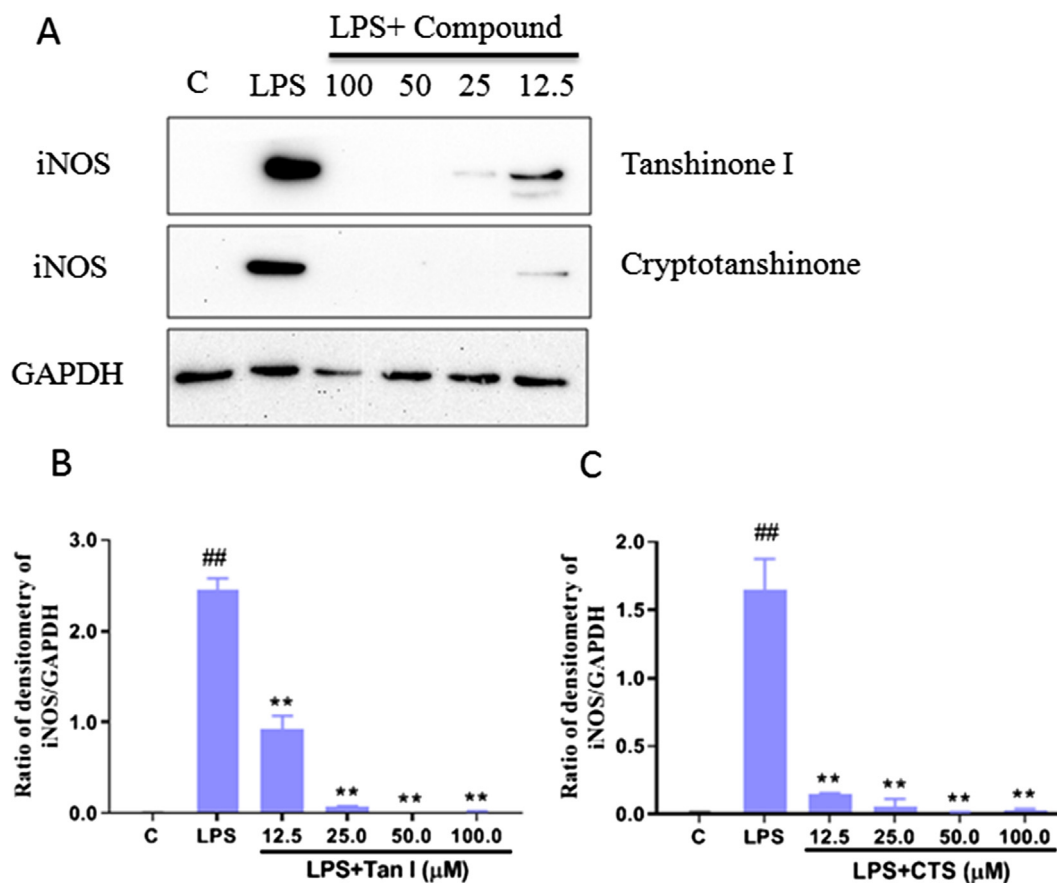 A
LPS+ Compound
C LPS 100 50 25 12.5
iNOS
Tanshinone I
iNOS
Cryptotanshinone
GAPDH
B
Ratio of densitometry of
iNOS/GAPDH
3.0
2.0
1.0
0.0
##
**
**
**
**
C LPS 12.5 25.0 50.0 100.0
LPS+Tan I (μM)
C
Ratio of densitometry of
iNOS/GAPDH
2.0
1.5
1.0
0.5
0.0
##
**
**
**
**
C LPS 12.5 25.0 50.0 100.0
LPS+CTS (μM)